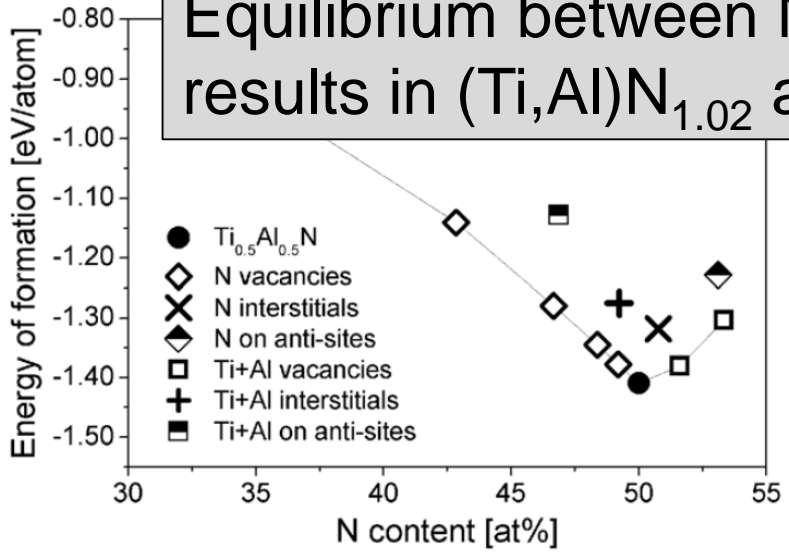 Equilibrium between
results in (Ti,Al)N1.02
Energy of formation [eV/atom]
-0.80
-0.90
-1.00
-1.10
-1.20
-1.30
-1.40
-1.50
Ti0.5Al0.5N
N vacancies
N interstitials
N on anti-sites
Ti+Al vacancies
Ti+Al interstitials
Ti+Al on anti-sites
30 35 40 45 50 55
N content [at%]